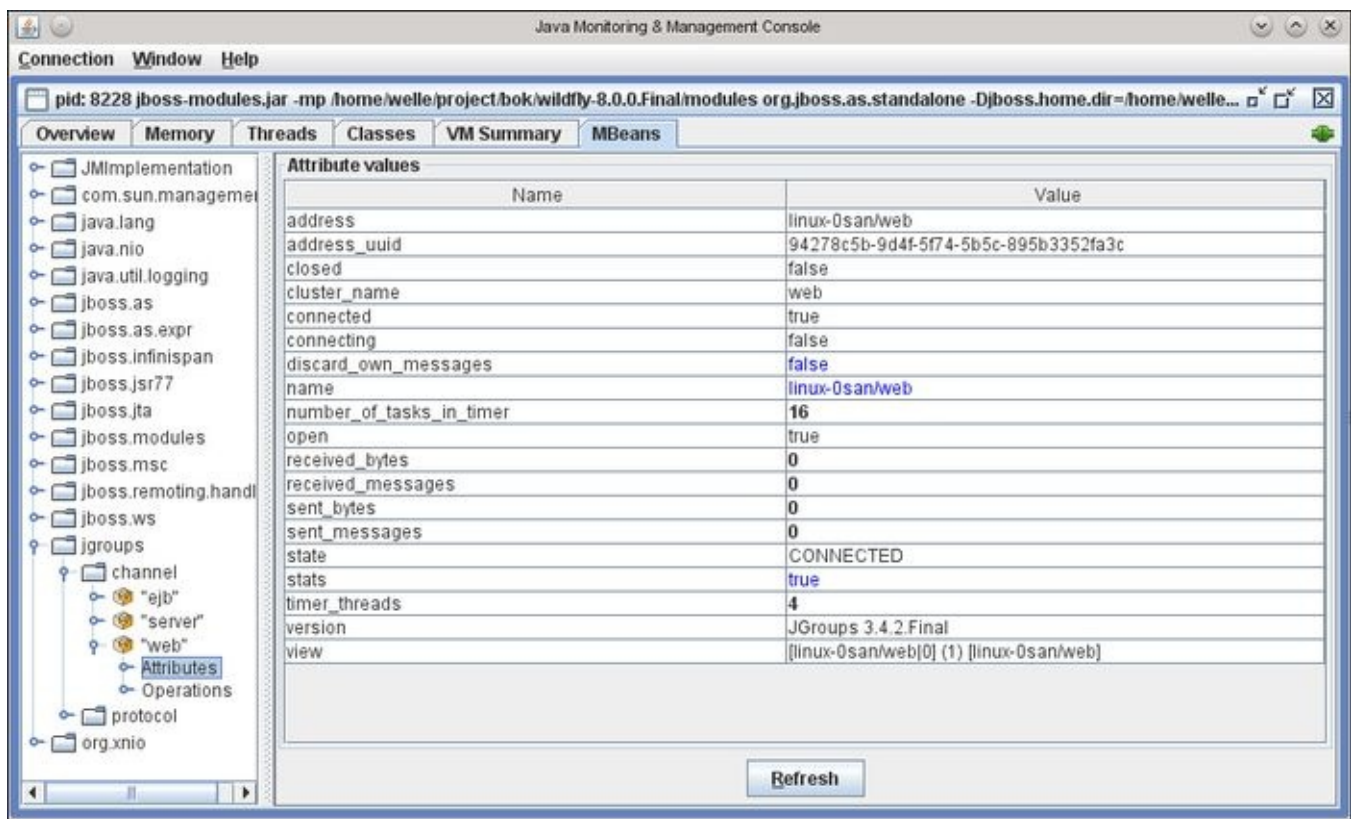 Java Monitoring & Management Console
Connection Window Help
pid: 8228 jboss-modules.jar -mp /home/welle/project/bok/wildfly-8.0.0.Final/modules org.jboss.as.standalone -Djboss.home.dir=/home/welle...
Overview Memory Threads Classes VM Summary MBeans
JMImplementation
com.sun.managemei
java.lang
java.nio
java.util.logging
jboss.as
jboss.as.expr
jboss.infinispan
jboss.jsr77
jboss.jta
jboss.modules
jboss.msc
jboss.remoting.handl
jboss.ws
jgroups
channel
"ejb"
"server"
"web"
Attributes
Operations
protocol
org.xnio
Attribute values
Name Value
address linux-0san/web
address_uuid 94278c5b-9d4f-5f74-5b5c-895b3352fa3c
closed false
cluster_name web
connected true
connecting false
discard_own_messages false
name linux-0san/web
number_of_tasks_in_timer 16
open true
received_bytes 0
received_messages 0
sent_bytes 0
sent_messages 0
state CONNECTED
stats true
timer_threads 4
version JGroups 3.4.2.Final
view [linux-0san/web|0] (1) [linux-0san/web]
Refresh